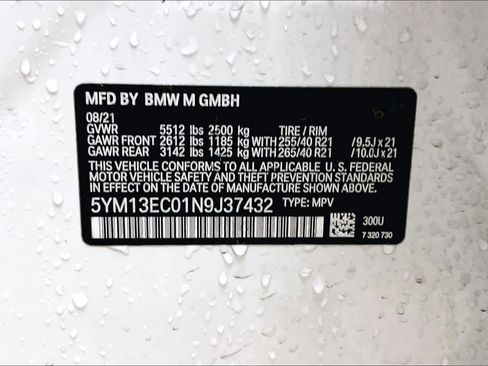 MFD BY BMW M GMBH
08/21
GVWR 5512 lbs 2500 kg TIRE / RIM
GAWR FRONT 2612 lbs 1185 kg WITH 255/40 R21 /9.5J x 21
GAWR REAR 3142 lbs 1425 kg WITH 265/40 R21 /10.0J x 21
THIS VEHICLE CONFORMS TO ALL APPLICABLE U. S. FEDERAL
MOTOR VEHICLE SAFETY AND THEFT PREVENTION STANDARDS
IN EFFECT ON THE DATE OF MANUFACTURE SHOWN ABOVE.
5YM13EC01N9J37432 TYPE: MPV
300U
7 320 730